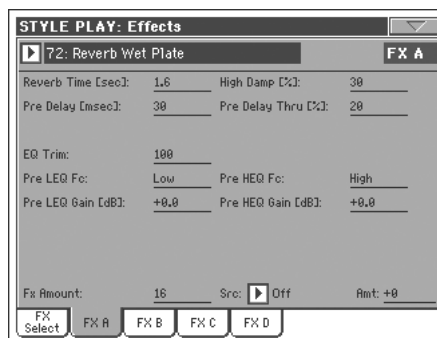 STYLE PLAY: Effects
72: Reverb Wet Plate FX A
Reverb Time [sec]: 1.6 High Damp [%]: 30
Pre Delay [msec]: 30 Pre Delay Thru [%]: 20
EQ Trim: 100
Pre LEQ Fc: Low Pre HEQ Fc: High
Pre LEQ Gain [dB]: +0.0 Pre HEQ Gain [dB]: +0.0
Fx Amount: 16 Src: Off Amt: +0
FX Select FX A FX B FX C FX D